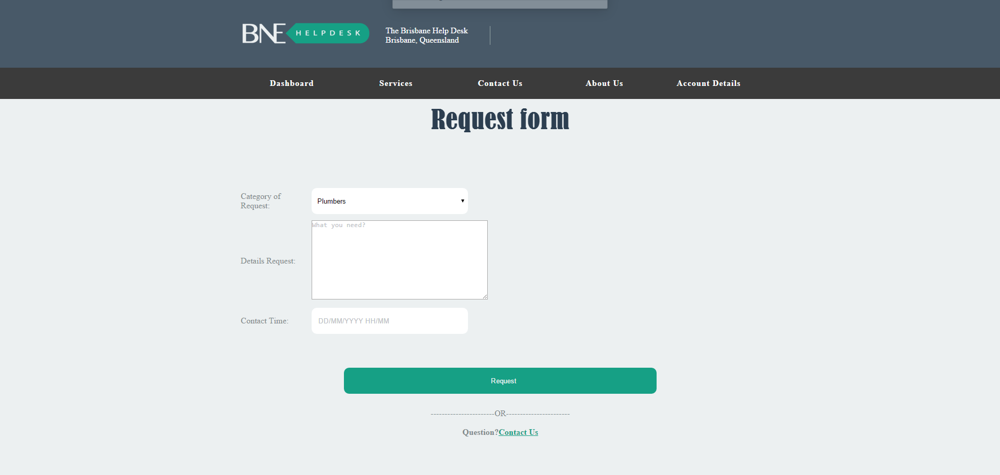 BNE HELPDESK
The Brisbane Help Desk
Brisbane, Queensland
Dashboard
Services
Contact Us
About Us
Account Details
Request form
Category of
Request:
Plumbers
What you need?
Details Request:
Contact Time:
DD/MM/YYYY HH/MM
Request
-----------------------OR-----------------------
Question?Contact Us